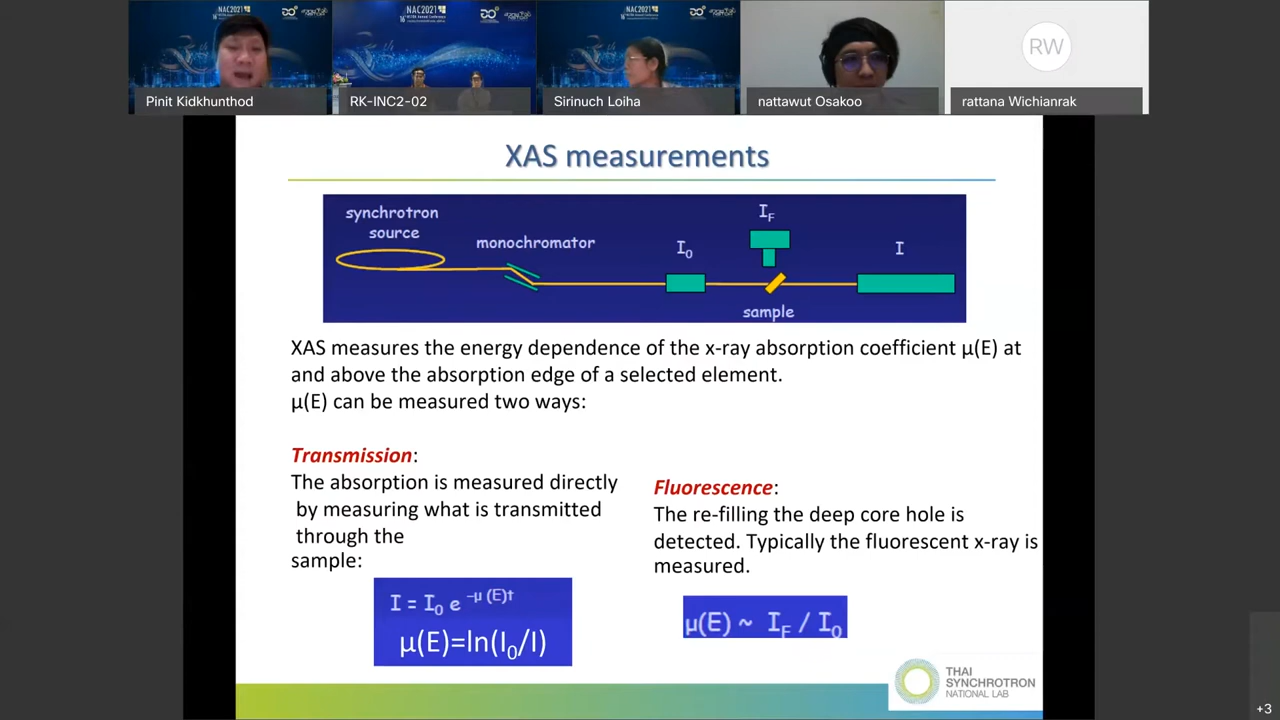 NAC2021
NAC2021
NAC2021
RW
Pinit Kidkhunthod
RK-INC2-02
Sirinuch Loiha
nattawut Osakoo
rattana Wichianrak
XAS measurements
synchrotron
source
monochromator
I₀
I_F
I
sample
XAS measures the energy dependence of the x-ray absorption coefficient μ(E) at
and above the absorption edge of a selected element.
μ(E) can be measured two ways:
Transmission:
The absorption is measured directly
by measuring what is transmitted
through the
sample:
I = I₀ e^–μ (E)t
μ(E)=ln(I₀/I)
Fluorescence:
The re-filling the deep core hole is
detected. Typically the fluorescent x-ray is
measured.
μ(E) ~ I_F / I₀
THAI
SYNCHROTRON
NATIONAL LAB
+3